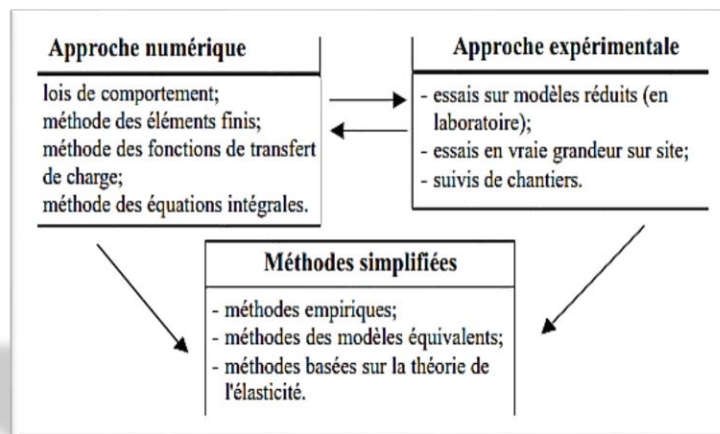 Approche numérique
lois de comportement;
méthode des éléments finis;
méthode des fonctions de transfert
de charge;
méthode des équations intégrales.
Approche expérimentale
- essais sur modèles réduits (en
laboratoire);
- essais en vraie grandeur sur site;
- suivis de chantiers.
Méthodes simplifiées
- méthodes empiriques;
- méthodes des modèles équivalents;
- méthodes basées sur la théorie de
l'élasticité.